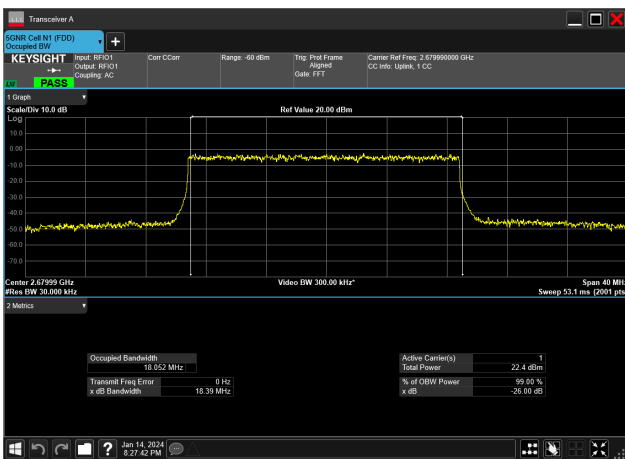 Transceiver A
5GNR Cell N1 (FDD)
Occupied BW
KEYSIGHT
PASS
Input: RFIO1
Output: RFIO1
Coupling: AC
Corr CCorr
Range: -60 dBm
Trig: Prot Frame
Aligned
Gate: FFT
Carrier Ref Freq: 2.679990000 GHz
CC Info: Uplink, 1 CC
1 Graph
Scale/Div 10.0 dB
Ref Value 20.00 dBm
Log
10.0
0.00
-10.0
-20.0
-30.0
-40.0
-50.0
-60.0
-70.0
Center 2.67999 GHz
Video BW 300.00 kHz*
Span 40 MHz
#Res BW 30.000 kHz
Sweep 53.1 ms (2001 pts
2 Metrics
Occupied Bandwidth
18.052 MHz
Transmit Freq Error 0 Hz
x dB Bandwidth 18.39 MHz
Active Carrier(s) 1
Total Power 22.4 dBm
% of OBW Power 99.00 %
x dB -26.00 dB
Jan 14, 2024
8:27:42 PM